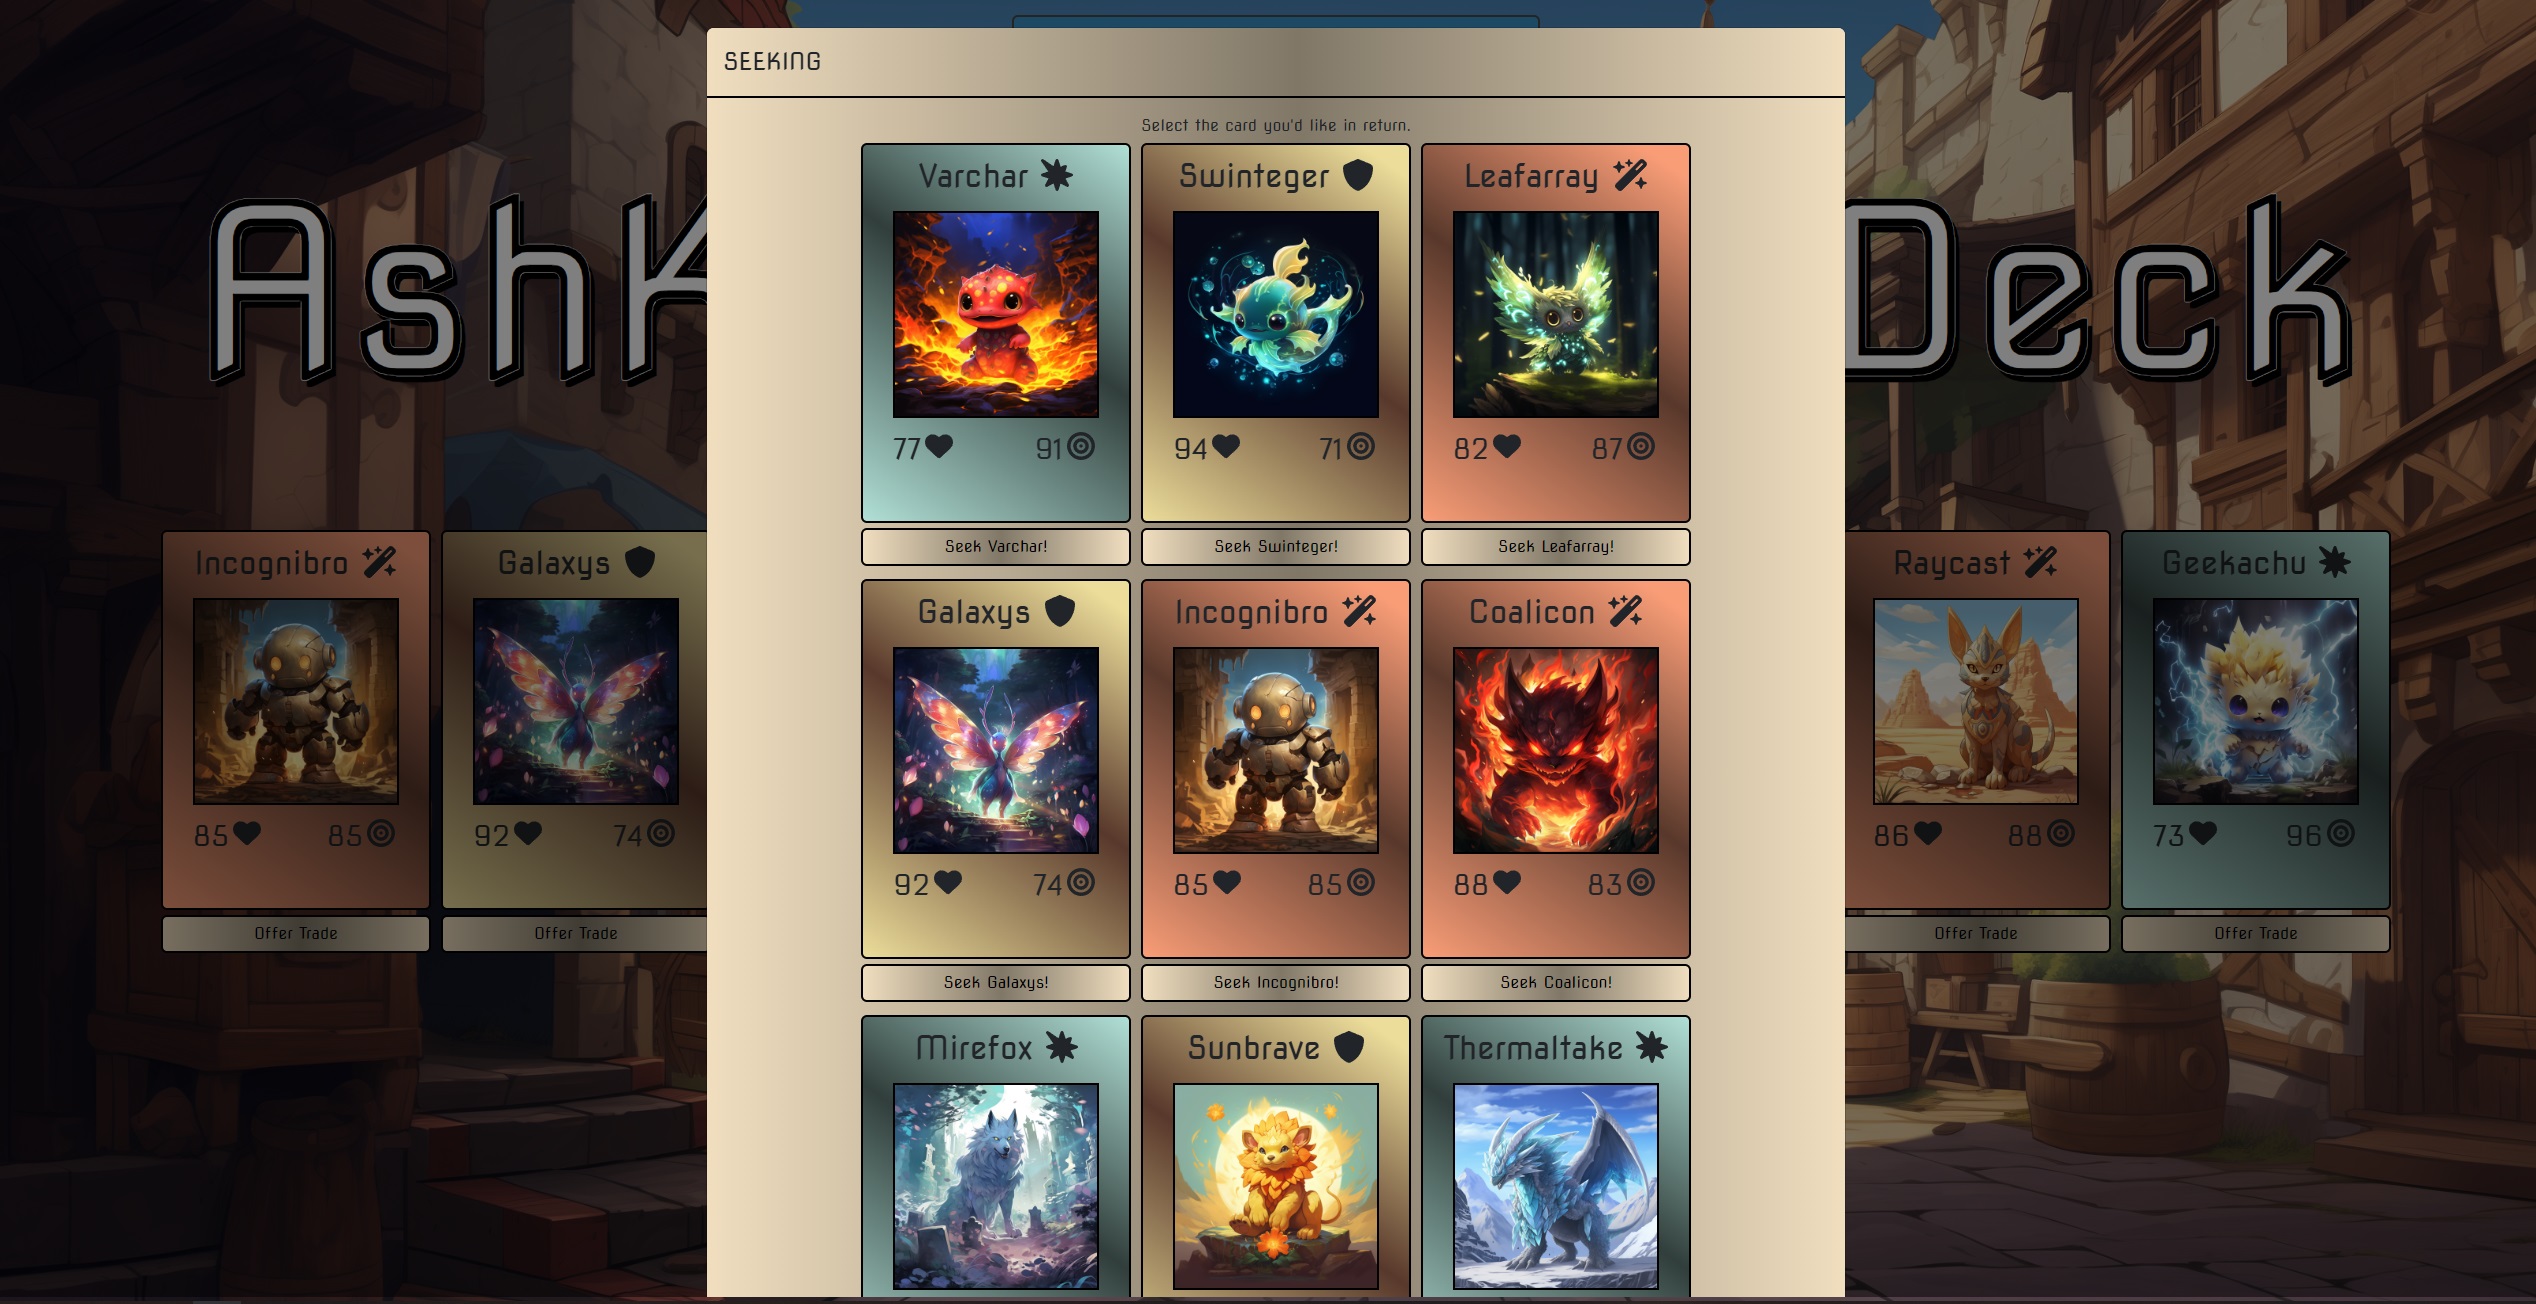 SEEKING
Select the card you'd like in return.
AshK
Deck
Varchar
Swinteger
Leafarray
77
91
94
71
82
87
Seek Varchar!
Seek Swinteger!
Seek Leafarray!
Incognibro
Galaxys
Raycast
Geekachu
85
85
92
74
86
88
73
96
Offer Trade
Offer Trade
Offer Trade
Offer Trade
Galaxys
Incognibro
Coalicon
92
74
85
85
88
83
Seek Galaxys!
Seek Incognibro!
Seek Coalicon!
Mirefox
Sunbrave
Thermaltake